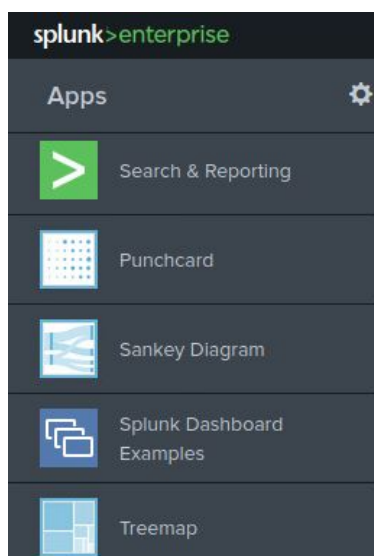 splunk>enterprise
Apps
Search & Reporting
Punchcard
Sankey Diagram
Splunk Dashboard
Examples
Treemap